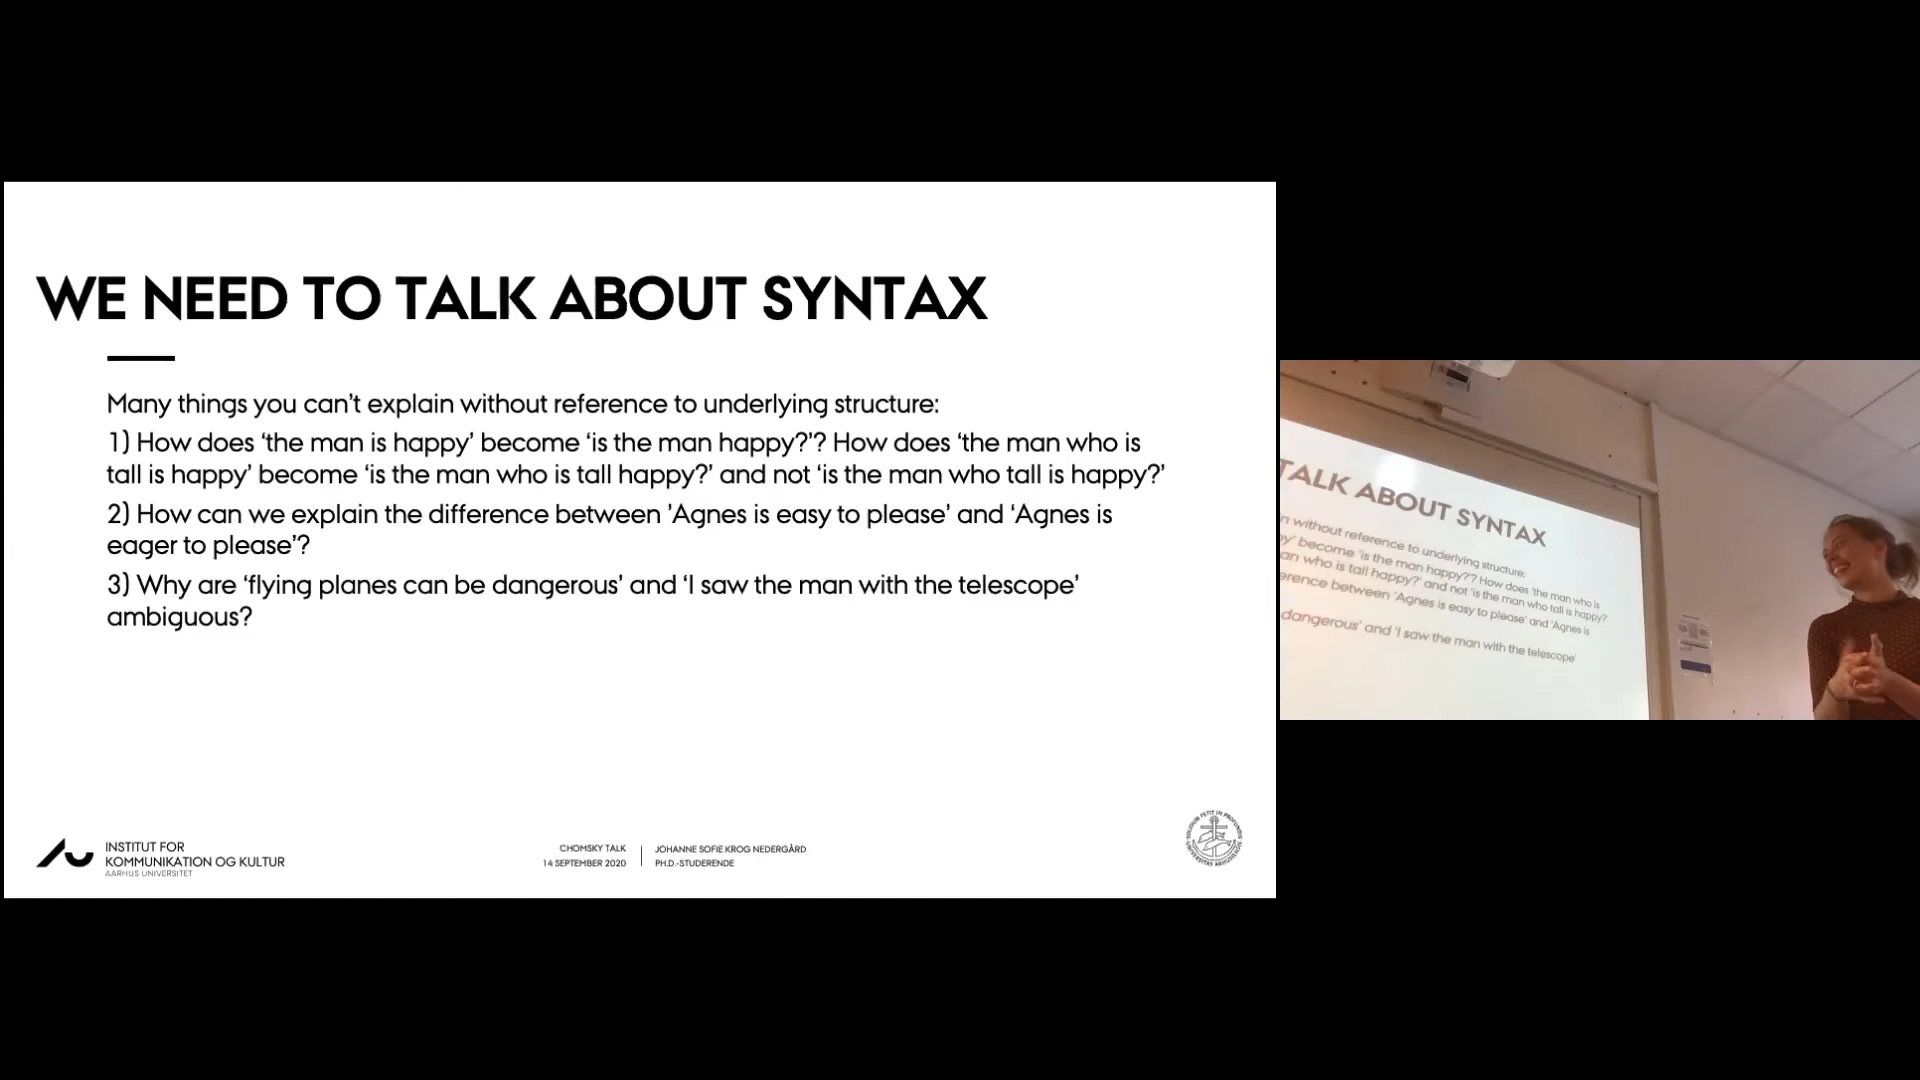 WE NEED TO TALK ABOUT SYNTAX
Many things you can’t explain without reference to underlying structure:
1) How does ‘the man is happy’ become ‘is the man happy?’? How does ‘the man who is
tall is happy’ become ‘is the man who is tall happy?’ and not ‘is the man who tall is happy?’
2) How can we explain the difference between ’Agnes is easy to please’ and ‘Agnes is
eager to please’?
3) Why are ‘flying planes can be dangerous’ and ‘I saw the man with the telescope’
ambiguous?
INSTITUT FOR
KOMMUNIKATION OG KULTUR
AARHUS UNIVERSITET
CHOMSKY TALK
14 SEPTEMBER 2020
JOHANNE SOFIE KROG NEDERGÅRD
PH.D.-STUDERENDE
TALK ABOUT SYNTAX
without reference to underlying structure:
become ‘is the man happy?’? How does ‘the man who is
man who is tall happy?’ and not ‘is the man who tall is happy?’
between ’Agnes is easy to please’ and ‘Agnes is
dangerous’ and ‘I saw the man with the telescope’